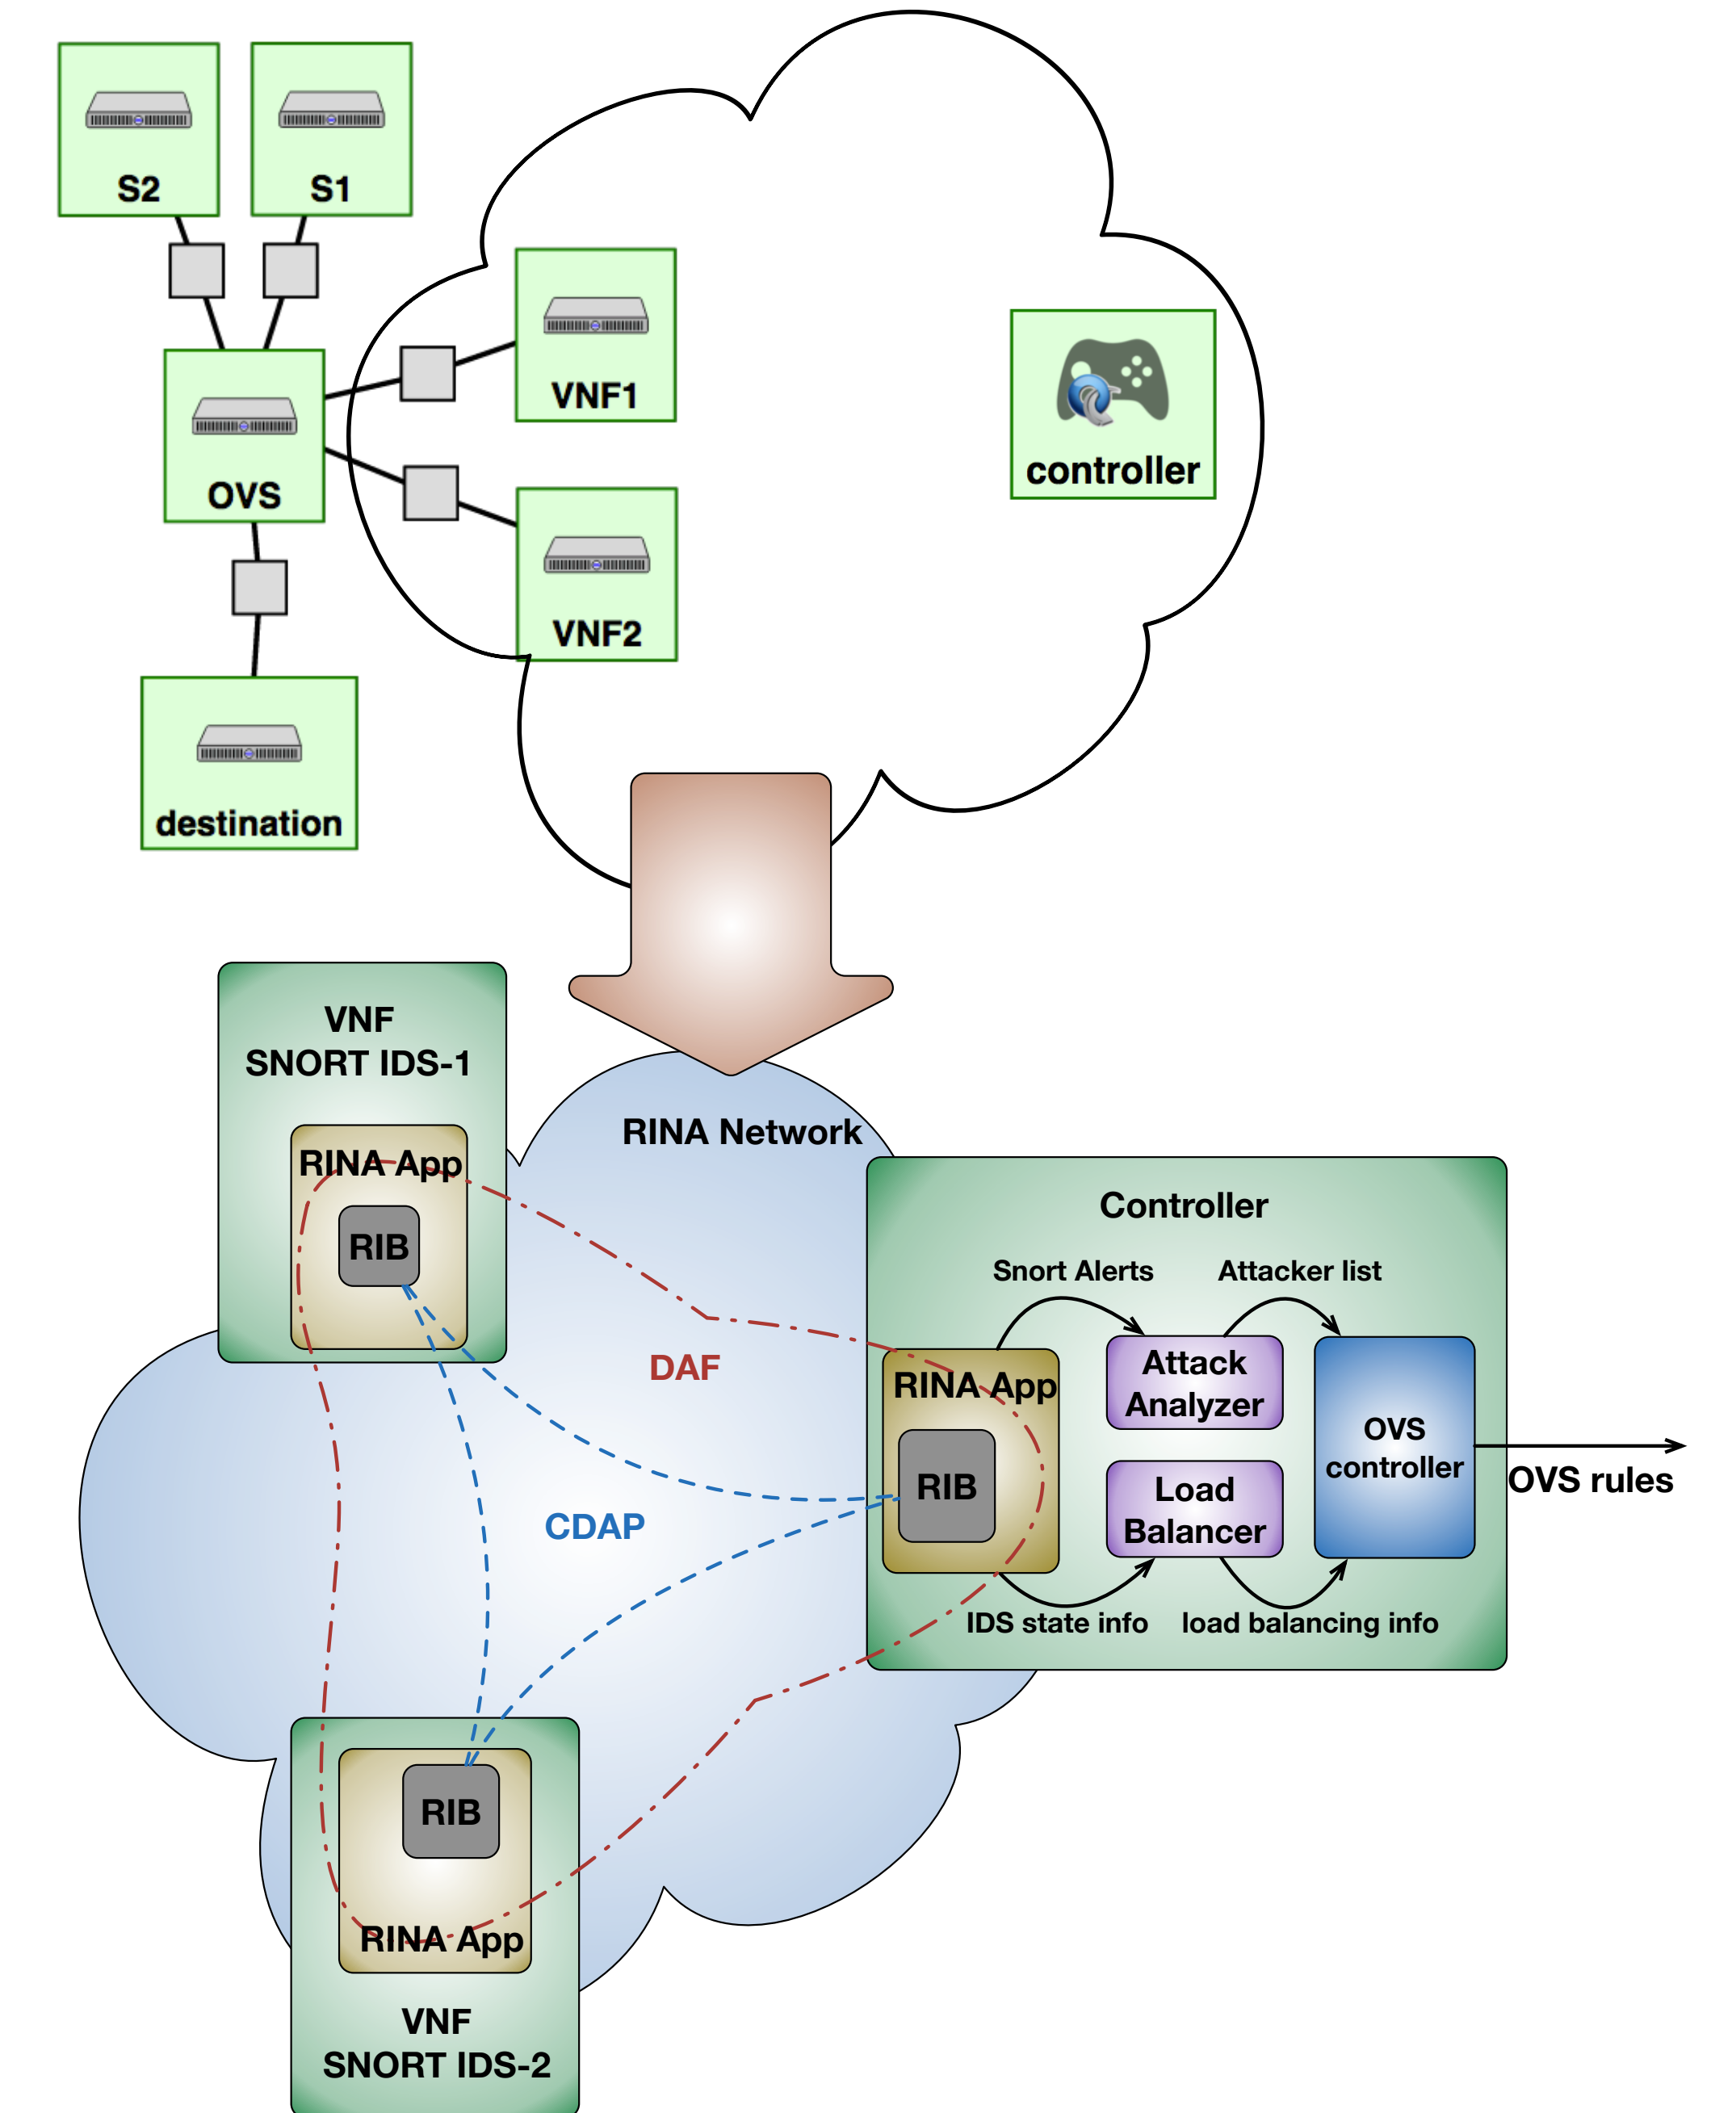 S2
S1
VNF1
OVS
controller
VNF2
destination
VNF
SNORT IDS-1
RINA Network
RINA App
RIB
Controller
Snort Alerts
Attacker list
DAF
RINA App
Attack
Analyzer
OVS
controller
RIB
Load
Balancer
OVS rules
CDAP
IDS state info
load balancing info
RIB
RINA App
VNF
SNORT IDS-2